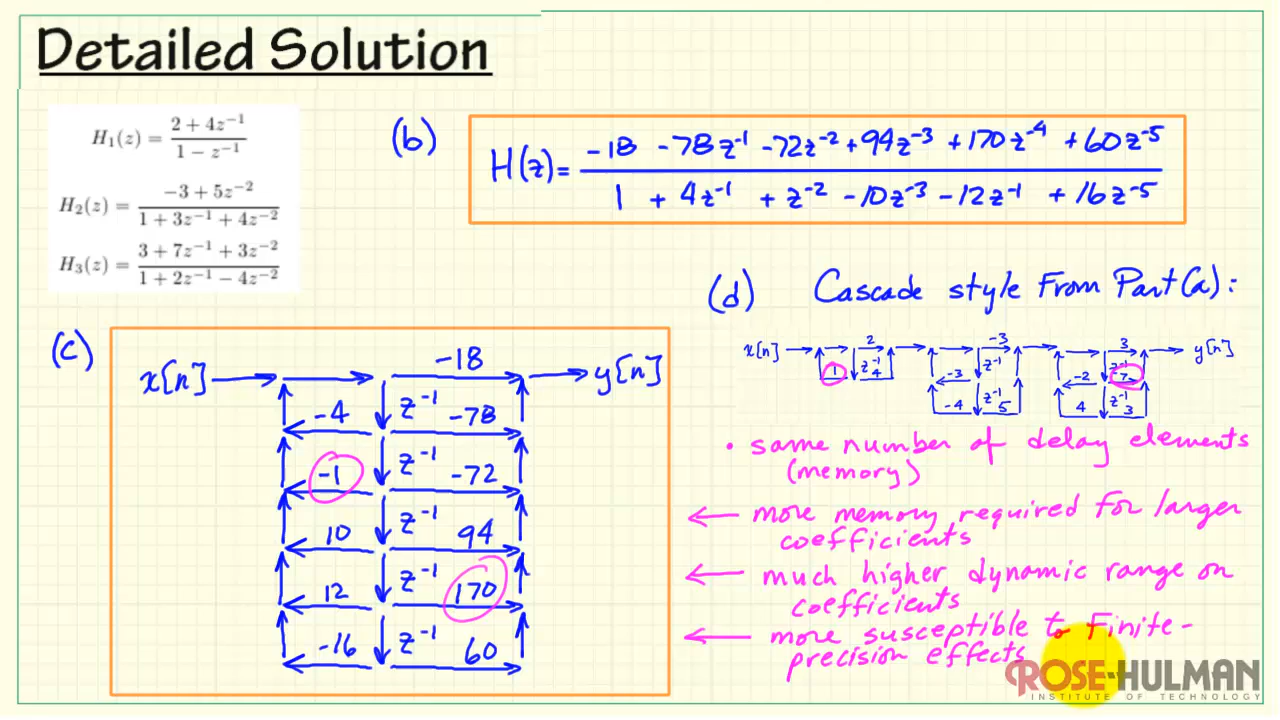 Detailed Solution
H₁(z) = (2 + 4z⁻¹) / (1 − z⁻¹)
H₂(z) = (−3 + 5z⁻²) / (1 + 3z⁻¹ + 4z⁻²)
H₃(z) = (3 + 7z⁻¹ + 3z⁻²) / (1 + 2z⁻¹ − 4z⁻²)
(b)
H(z) = (-18 -78z⁻¹ -72z⁻² +94z⁻³ +170z⁻⁴ +60z⁻⁵) / (1 + 4z⁻¹ + z⁻² -10z⁻³ -12z⁻¹ +16z⁻⁵)
(c)
x[n] -18 y[n]
-4 z⁻¹ -78
-1 z⁻¹ -72
10 z⁻¹ 94
12 z⁻¹ 170
-16 z⁻¹ 60
(d) Cascade style From Part(a):
x[n] 2 -3 3 y[n]
1 z⁻¹ 4 -3 z⁻¹ -2 z⁻¹ 7
-4 z⁻¹ 5 4 z⁻¹ 3
• same number of delay elements
(memory)
← more memory required for larger
coefficients
← much higher dynamic range on
coefficients
← more susceptible to Finite-
precision effects
ROSE-HULMAN
INSTITUTE OF TECHNOLOGY